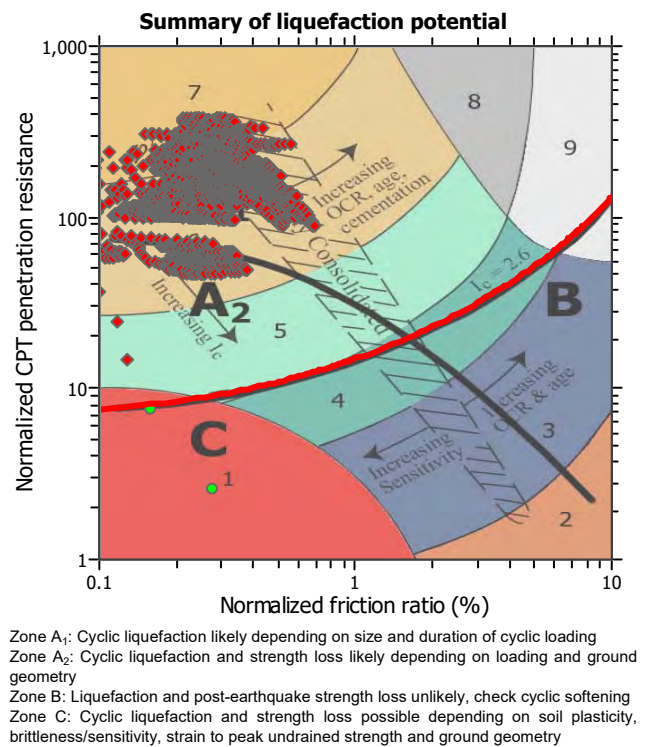 Summary of liquefaction potential
1,000
7
8
9
Increasing
OCR, age,
cementation
100
Consolidated
Ic = 2.6
A2
B
Increasing Ic
5
10
4
Increasing
OCR & age
C
3
Increasing
Sensitivity
1
2
1
0.1
1
10
Normalized CPT penetration resistance
Normalized friction ratio (%)
Zone A1: Cyclic liquefaction likely depending on size and duration of cyclic loading
Zone A2: Cyclic liquefaction and strength loss likely depending on loading and ground
geometry
Zone B: Liquefaction and post-earthquake strength loss unlikely, check cyclic softening
Zone C: Cyclic liquefaction and strength loss possible depending on soil plasticity,
brittleness/sensitivity, strain to peak undrained strength and ground geometry